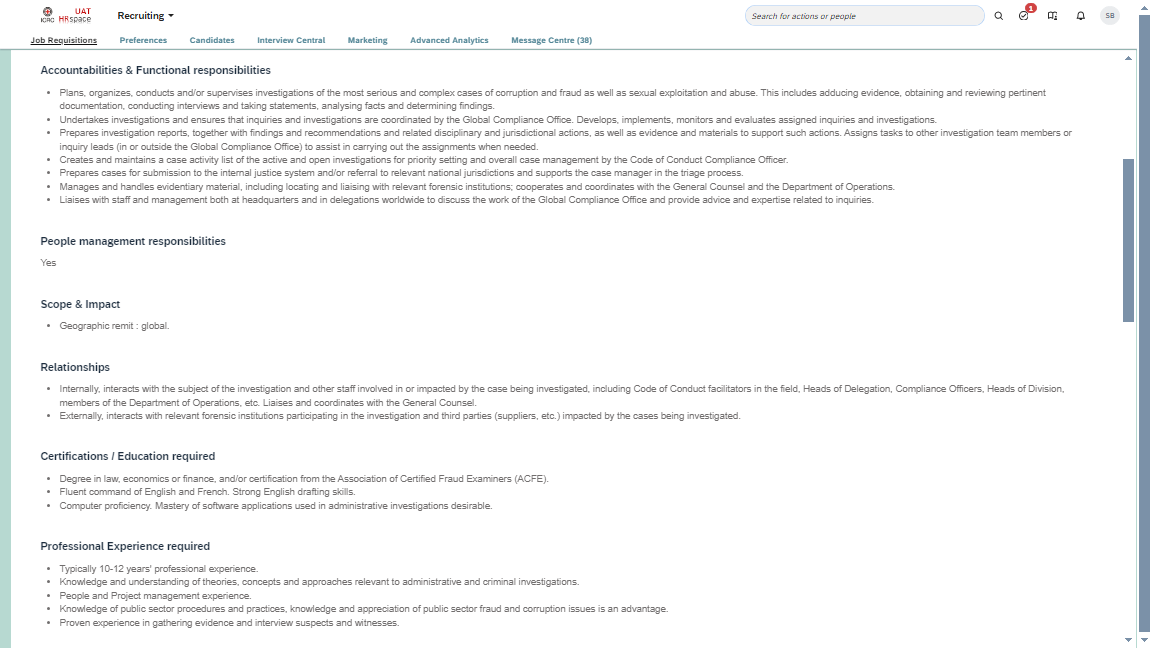 ICRC
UAT
HRspace
Recruiting
Search for actions or people
1
SB
Job Requisitions Preferences Candidates Interview Central Marketing Advanced Analytics Message Centre (38)
Accountabilities & Functional responsibilities
• Plans, organizes, conducts and/or supervises investigations of the most serious and complex cases of corruption and fraud as well as sexual exploitation and abuse. This includes adducing evidence, obtaining and reviewing pertinent
documentation, conducting interviews and taking statements, analysing facts and determining findings.
• Undertakes investigations and ensures that inquiries and investigations are coordinated by the Global Compliance Office. Develops, implements, monitors and evaluates assigned inquiries and investigations.
• Prepares investigation reports, together with findings and recommendations and related disciplinary and jurisdictional actions, as well as evidence and materials to support such actions. Assigns tasks to other investigation team members or
inquiry leads (in or outside the Global Compliance Office) to assist in carrying out the assignments when needed.
• Creates and maintains a case activity list of the active and open investigations for priority setting and overall case management by the Code of Conduct Compliance Officer.
• Prepares cases for submission to the internal justice system and/or referral to relevant national jurisdictions and supports the case manager in the triage process.
• Manages and handles evidentiary material, including locating and liaising with relevant forensic institutions; cooperates and coordinates with the General Counsel and the Department of Operations.
• Liaises with staff and management both at headquarters and in delegations worldwide to discuss the work of the Global Compliance Office and provide advice and expertise related to inquiries.
People management responsibilities
Yes
Scope & Impact
• Geographic remit : global.
Relationships
• Internally, interacts with the subject of the investigation and other staff involved in or impacted by the case being investigated, including Code of Conduct facilitators in the field, Heads of Delegation, Compliance Officers, Heads of Division,
members of the Department of Operations, etc. Liaises and coordinates with the General Counsel.
• Externally, interacts with relevant forensic institutions participating in the investigation and third parties (suppliers, etc.) impacted by the cases being investigated.
Certifications / Education required
• Degree in law, economics or finance, and/or certification from the Association of Certified Fraud Examiners (ACFE).
• Fluent command of English and French. Strong English drafting skills.
• Computer proficiency. Mastery of software applications used in administrative investigations desirable.
Professional Experience required
• Typically 10-12 years' professional experience.
• Knowledge and understanding of theories, concepts and approaches relevant to administrative and criminal investigations.
• People and Project management experience.
• Knowledge of public sector procedures and practices, knowledge and appreciation of public sector fraud and corruption issues is an advantage.
• Proven experience in gathering evidence and interview suspects and witnesses.